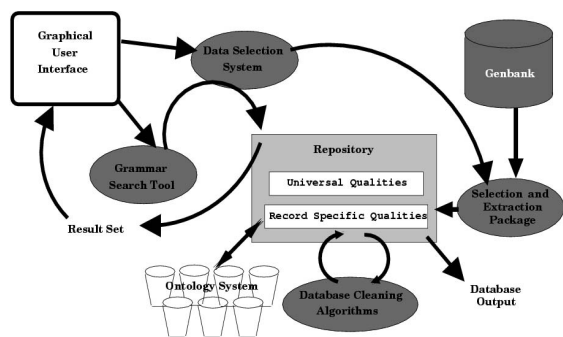 Graphical
User
Interface
Data Selection
System
Genbank
Grammar
Search Tool
Repository
Universal Qualities
Record Specific Qualities
Selection and
Extraction
Package
Result Set
Ontology System
Database Cleaning
Algorithms
Database
Output